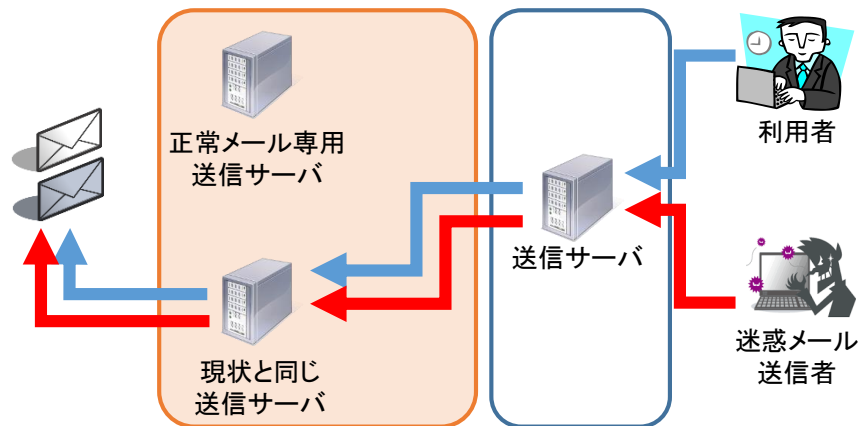 正常メール専用
送信サーバ
利用者
送信サーバ
迷惑メール
送信者
現状と同じ
送信サーバ